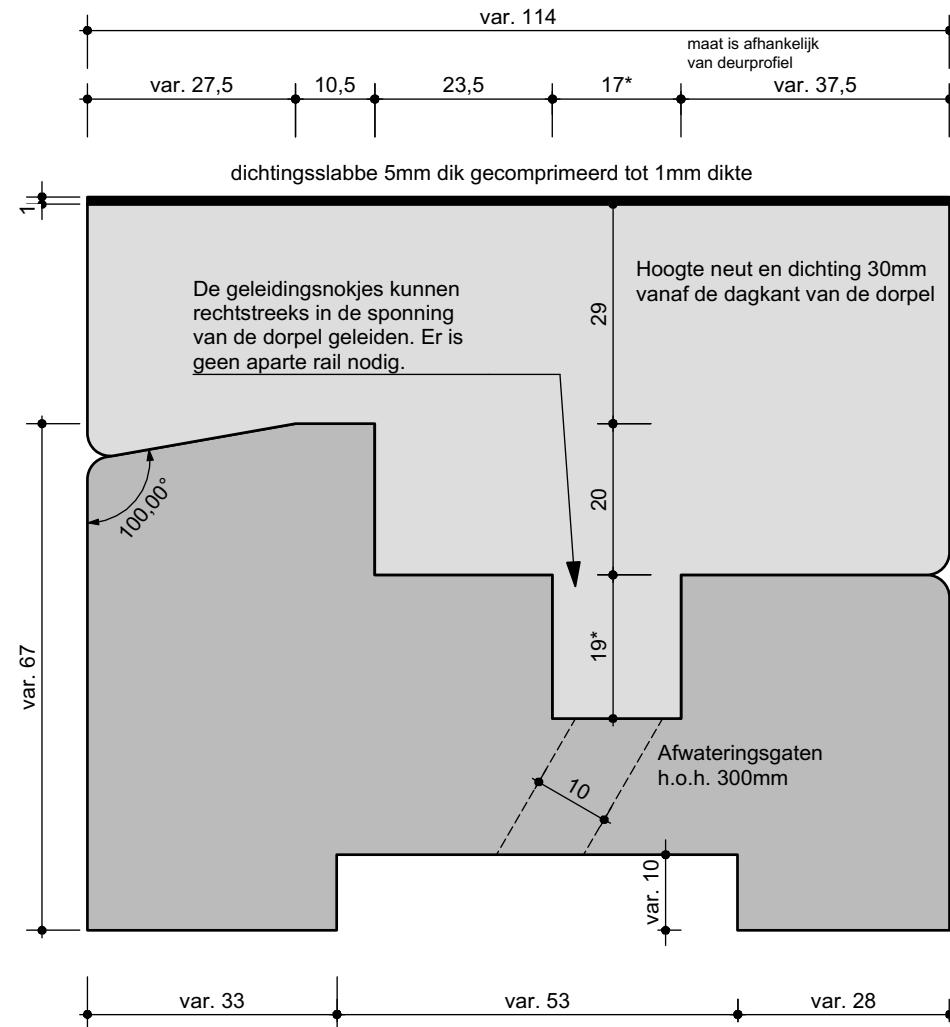 var. 114
maat is afhankelijk
van deurprofiel
var. 27,5
10,5
23,5
17*
var. 37,5
dichtingsslabbe 5mm dik gecomprimeerd tot 1mm dikte
1
De geleidingsnokjes kunnen
rechtstreeks in de sponning
van de dorpel geleiden. Er is
geen aparte rail nodig.
29
Hoogte neut en dichting 30mm
vanaf de dagkant van de dorpel
100,00°
20
var. 67
19*
Afwateringsgaten
h.o.h. 300mm
10
var. 10
var. 33
var. 53
var. 28